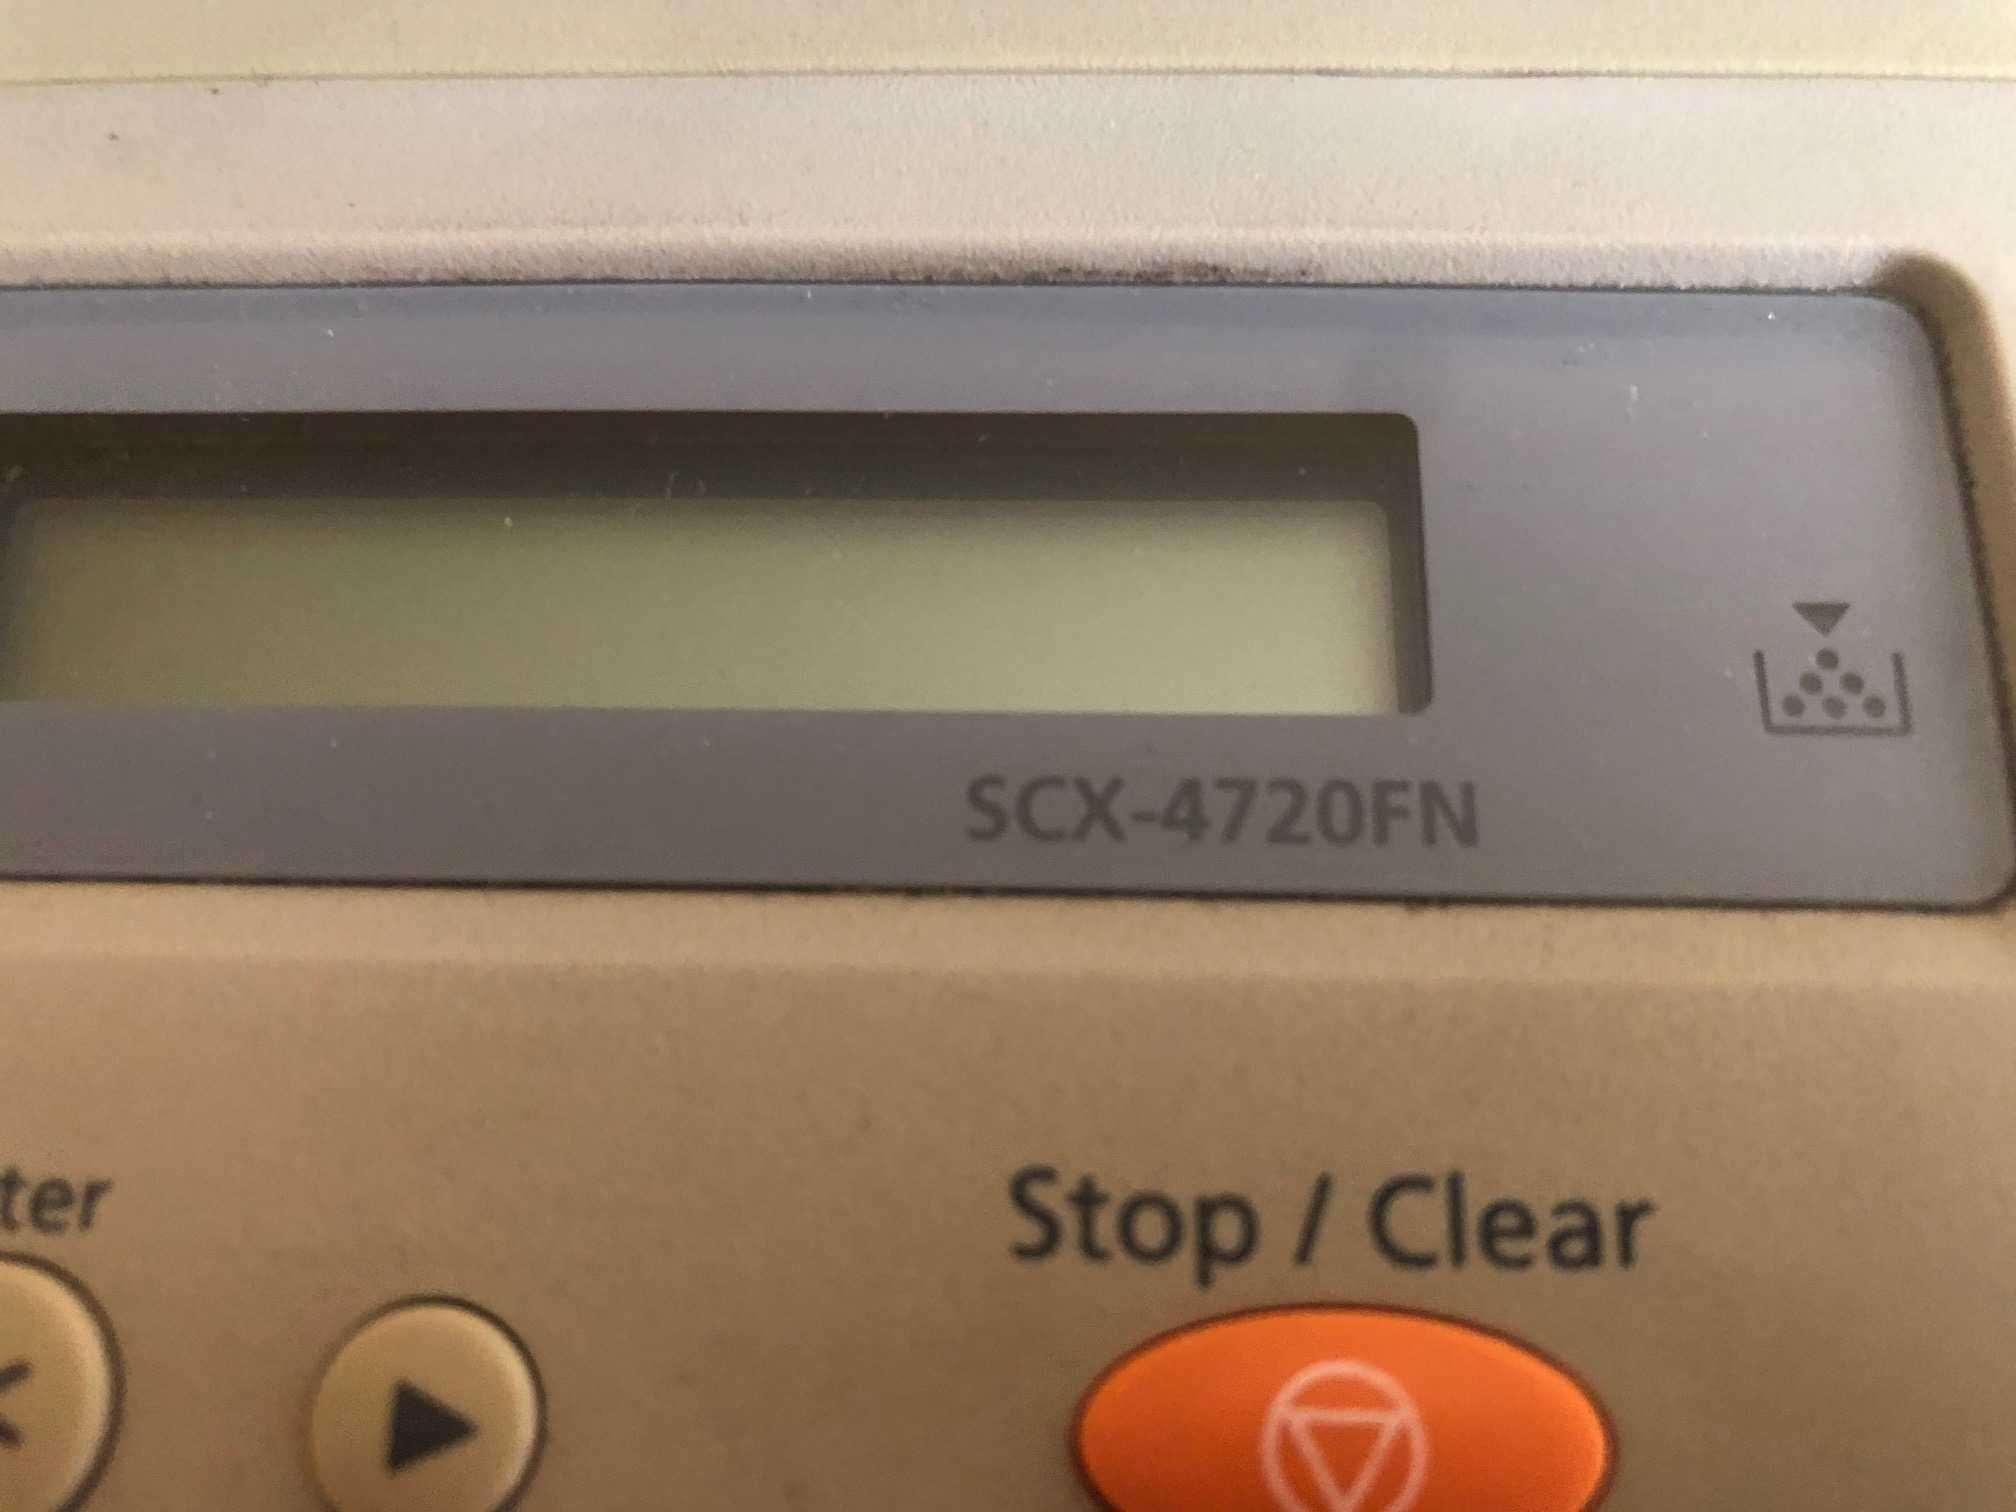 SCX-4720FN
ter
Stop / Clear